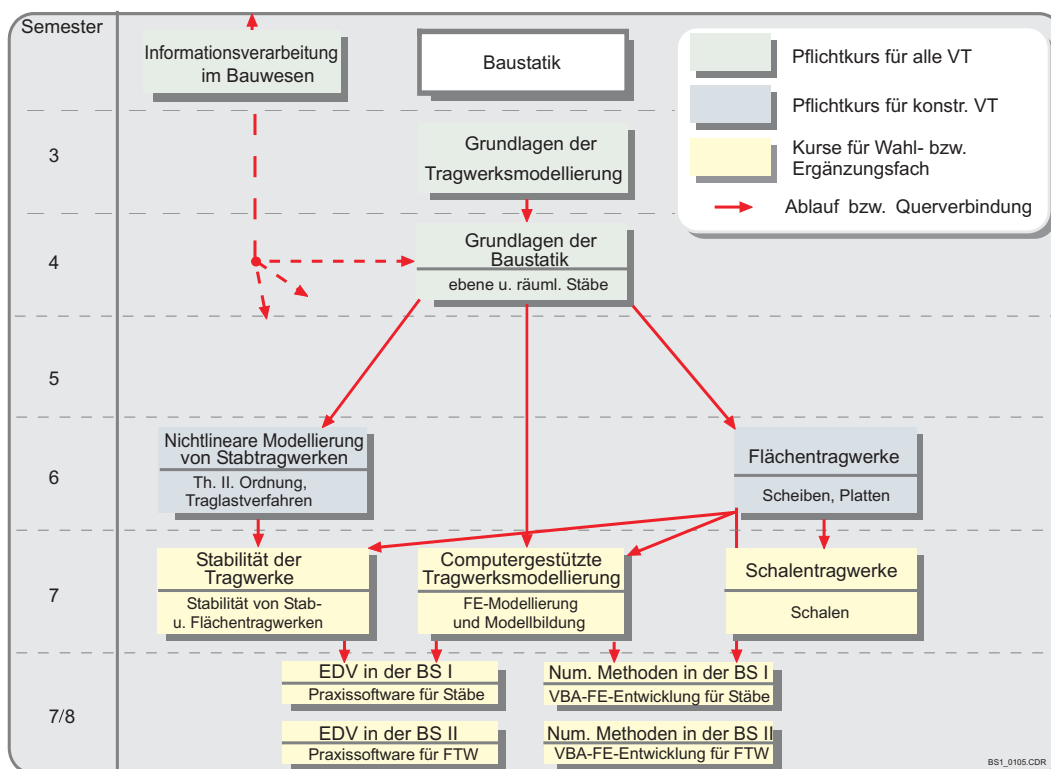 Semester
Informationsverarbeitung
im Bauwesen
Baustatik
Pflichtkurs für alle VT
Pflichtkurs für konstr. VT
Kurse für Wahl- bzw.
Ergänzungsfach
Ablauf bzw. Querverbindung
3
Grundlagen der
Tragwerksmodellierung
4
Grundlagen der
Baustatik
ebene u. räuml. Stäbe
5
6
Nichtlineare Modellierung
von Stabtragwerken
Th. II. Ordnung,
Traglastverfahren
Flächentragwerke
Scheiben, Platten
7
Stabilität der
Tragwerke
Stabilität von Stab-
u. Flächentragwerken
Computergestützte
Tragwerksmodellierung
FE-Modellierung
und Modellbildung
Schalentragwerke
Schalen
7/8
EDV in der BS I
Praxissoftware für Stäbe
Num. Methoden in der BS I
VBA-FE-Entwicklung für Stäbe
EDV in der BS II
Praxissoftware für FTW
Num. Methoden in der BS II
VBA-FE-Entwicklung für FTW
BS1_0105.CDR